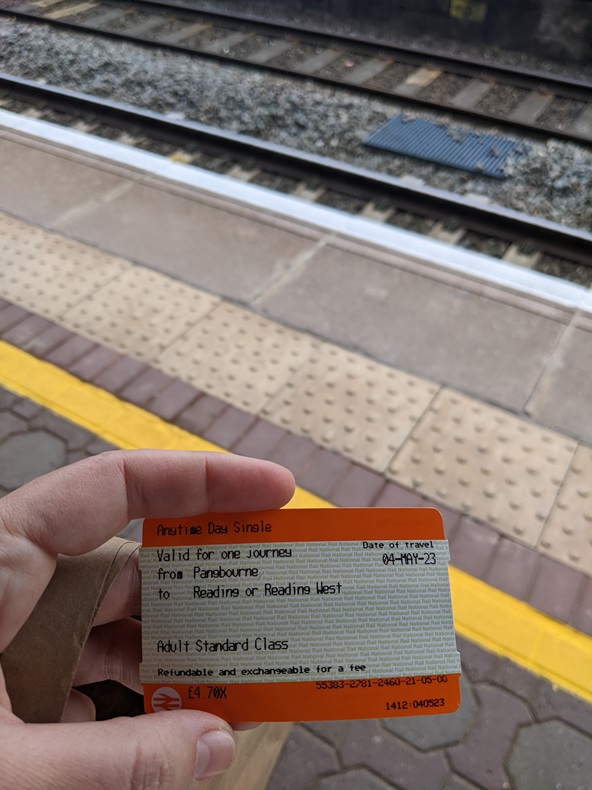 Anytime Day Single
Date of travel
Valid for one journey
04-MAY-23
from Pangbourne
to Reading or Reading West
Adult Standard Class
Refundable and exchangeable for a fee
£4.70X
55383-2781-2460-21-05-00
1412:040523